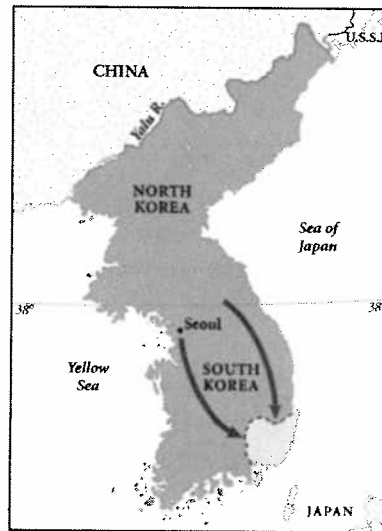 U.S.S.R.
CHINA
Yalu R.
NORTH
KOREA
Sea of
Japan
38°
38°
Seoul
SOUTH
KOREA
Yellow
Sea
JAPAN